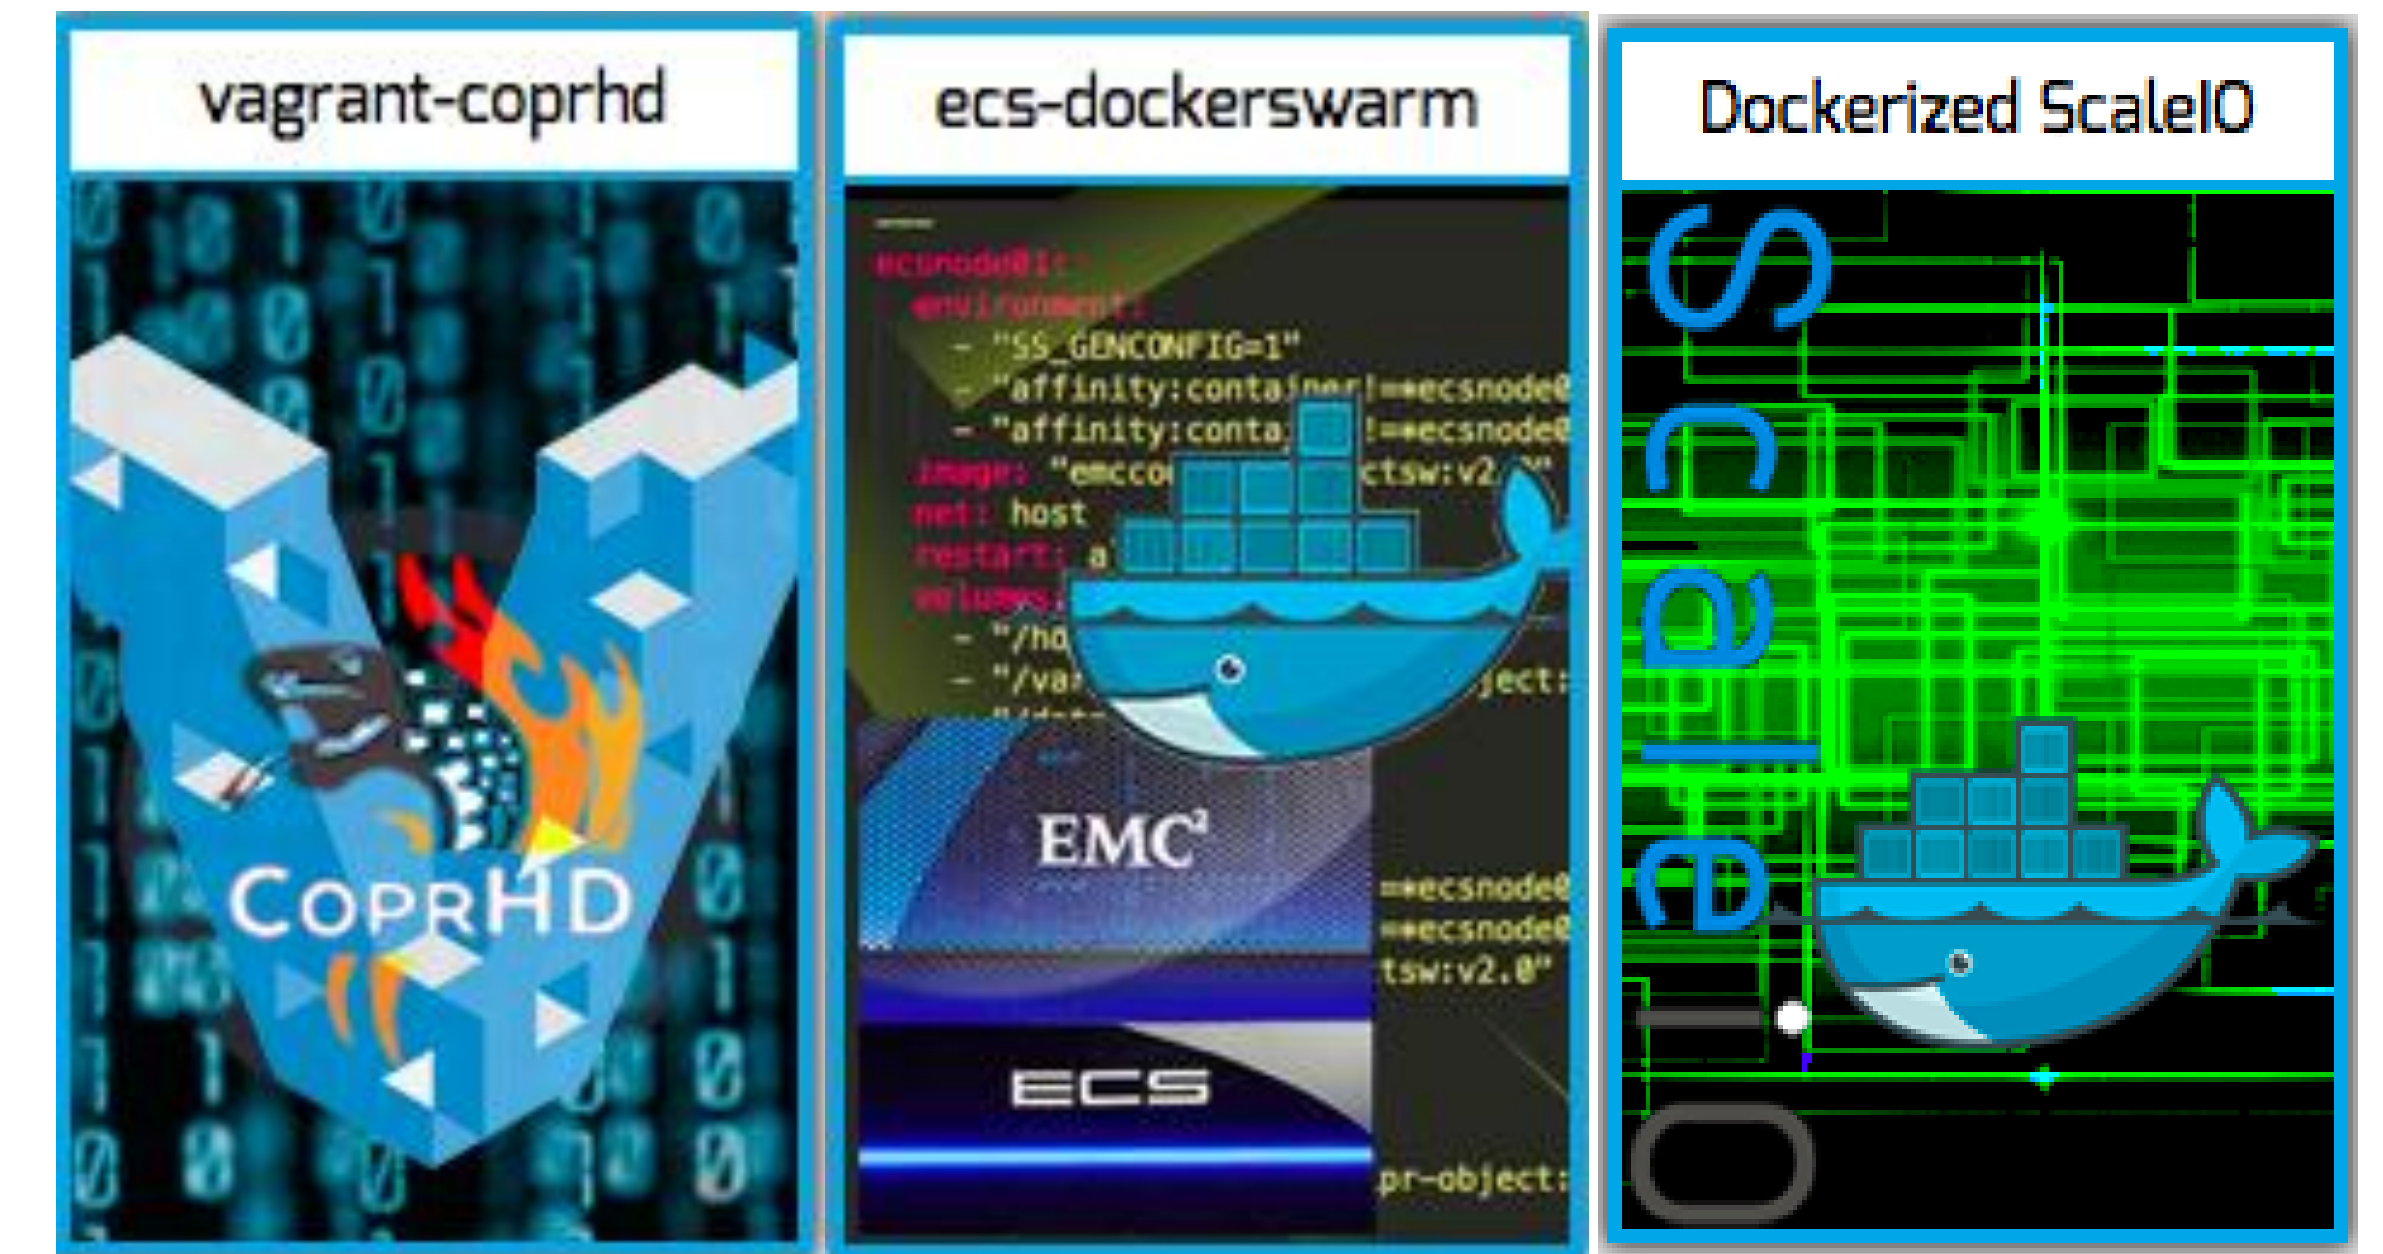 vagrant-coprhd
COPRHD
ecs-dockerswarm
---
ecsnode01:
environment:
- "SS_GENCONFIG=1"
- "affinity:container!=*ecsnode0
- "affinity:conta !=*ecsnode0
image: "emcco ctsw:v2. "
net: host
restart: a
volumes:
- "/ho
- "/va ject:
EMC²
=*ecsnode0
=*ecsnode0
tsw:v2.0"
ECS
pr-object:
Dockerized ScaleIO
ScaleIO